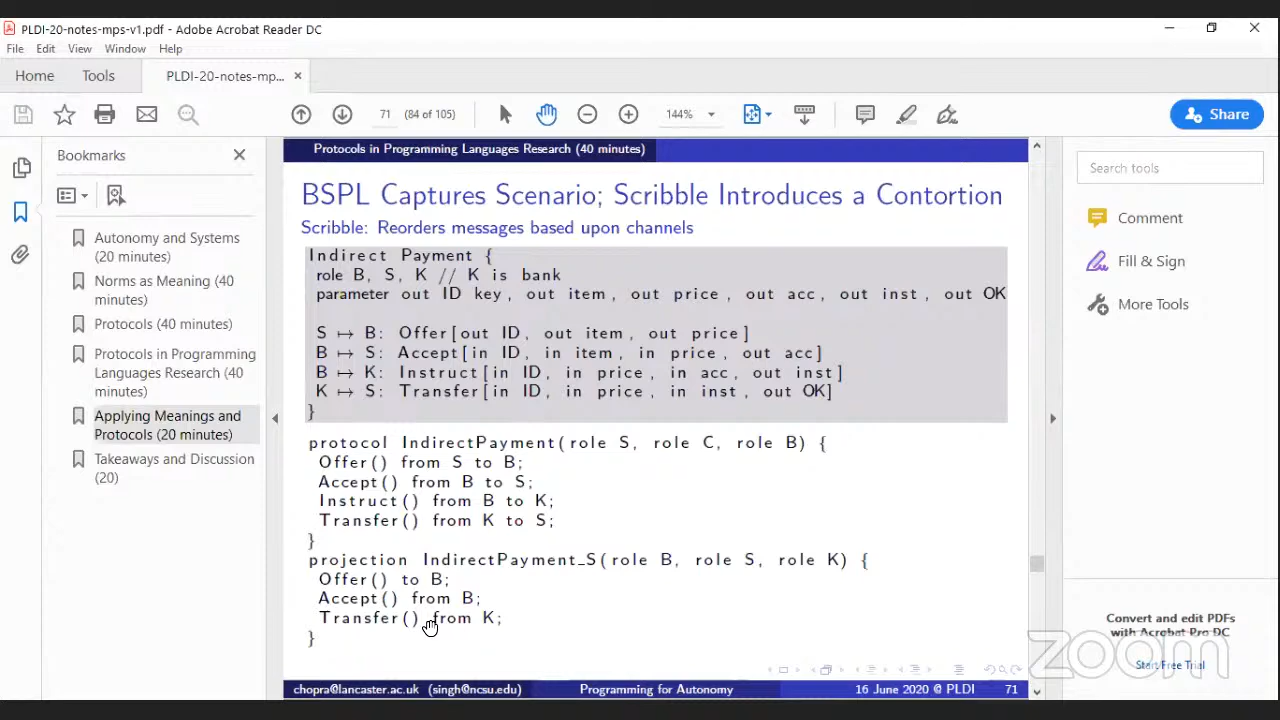 PLDI-20-notes-mps-v1.pdf - Adobe Acrobat Reader DC
File Edit View Window Help
Home Tools PLDI-20-notes-mp... ×
71 (84 of 105) 144% Share
Bookmarks
Autonomy and Systems
(20 minutes)
Norms as Meaning (40
minutes)
Protocols (40 minutes)
Protocols in Programming
Languages Research (40
minutes)
Applying Meanings and
Protocols (20 minutes)
Takeaways and Discussion
(20)
Protocols in Programming Languages Research (40 minutes)
BSPL Captures Scenario; Scribble Introduces a Contortion
Scribble: Reorders messages based upon channels
Indirect Payment {
role B, S, K // K is bank
parameter out ID key, out item, out price, out acc, out inst, out OK
S ↦ B: Offer[out ID, out item, out price]
B ↦ S: Accept[in ID, in item, in price, out acc]
B ↦ K: Instruct[in ID, in price, in acc, out inst]
K ↦ S: Transfer[in ID, in price, in inst, out OK]
}
protocol IndirectPayment(role S, role C, role B) {
Offer() from S to B;
Accept() from B to S;
Instruct() from B to K;
Transfer() from K to S;
}
projection IndirectPayment_S(role B, role S, role K) {
Offer() to B;
Accept() from B;
Transfer() from K;
}
chopra@lancaster.ac.uk (singh@ncsu.edu) Programming for Autonomy 16 June 2020 @ PLDI 71
Search tools
Comment
Fill & Sign
More Tools
Convert and edit PDFs
with Acrobat Pro DC
Start Free Trial
zoom